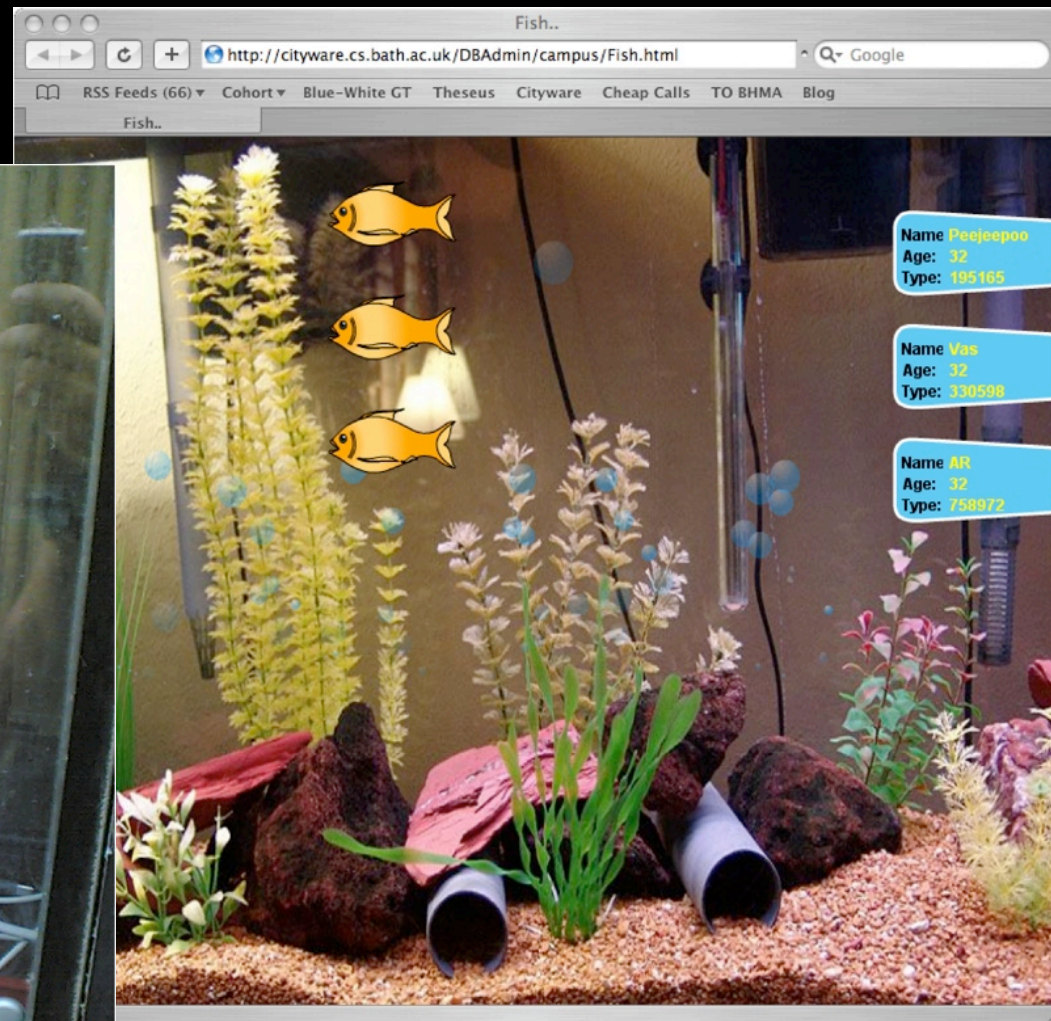 Fish..
http://cityware.cs.bath.ac.uk/DBAdmin/campus/Fish.html
Google
RSS Feeds (66) Cohort Blue-White GT Theseus Cityware Cheap Calls TO BHMA Blog
Fish..
Name Peejeepoo
Age: 32
Type: 195165
Name Vas
Age: 32
Type: 330598
Name AR
Age: 32
Type: 758972